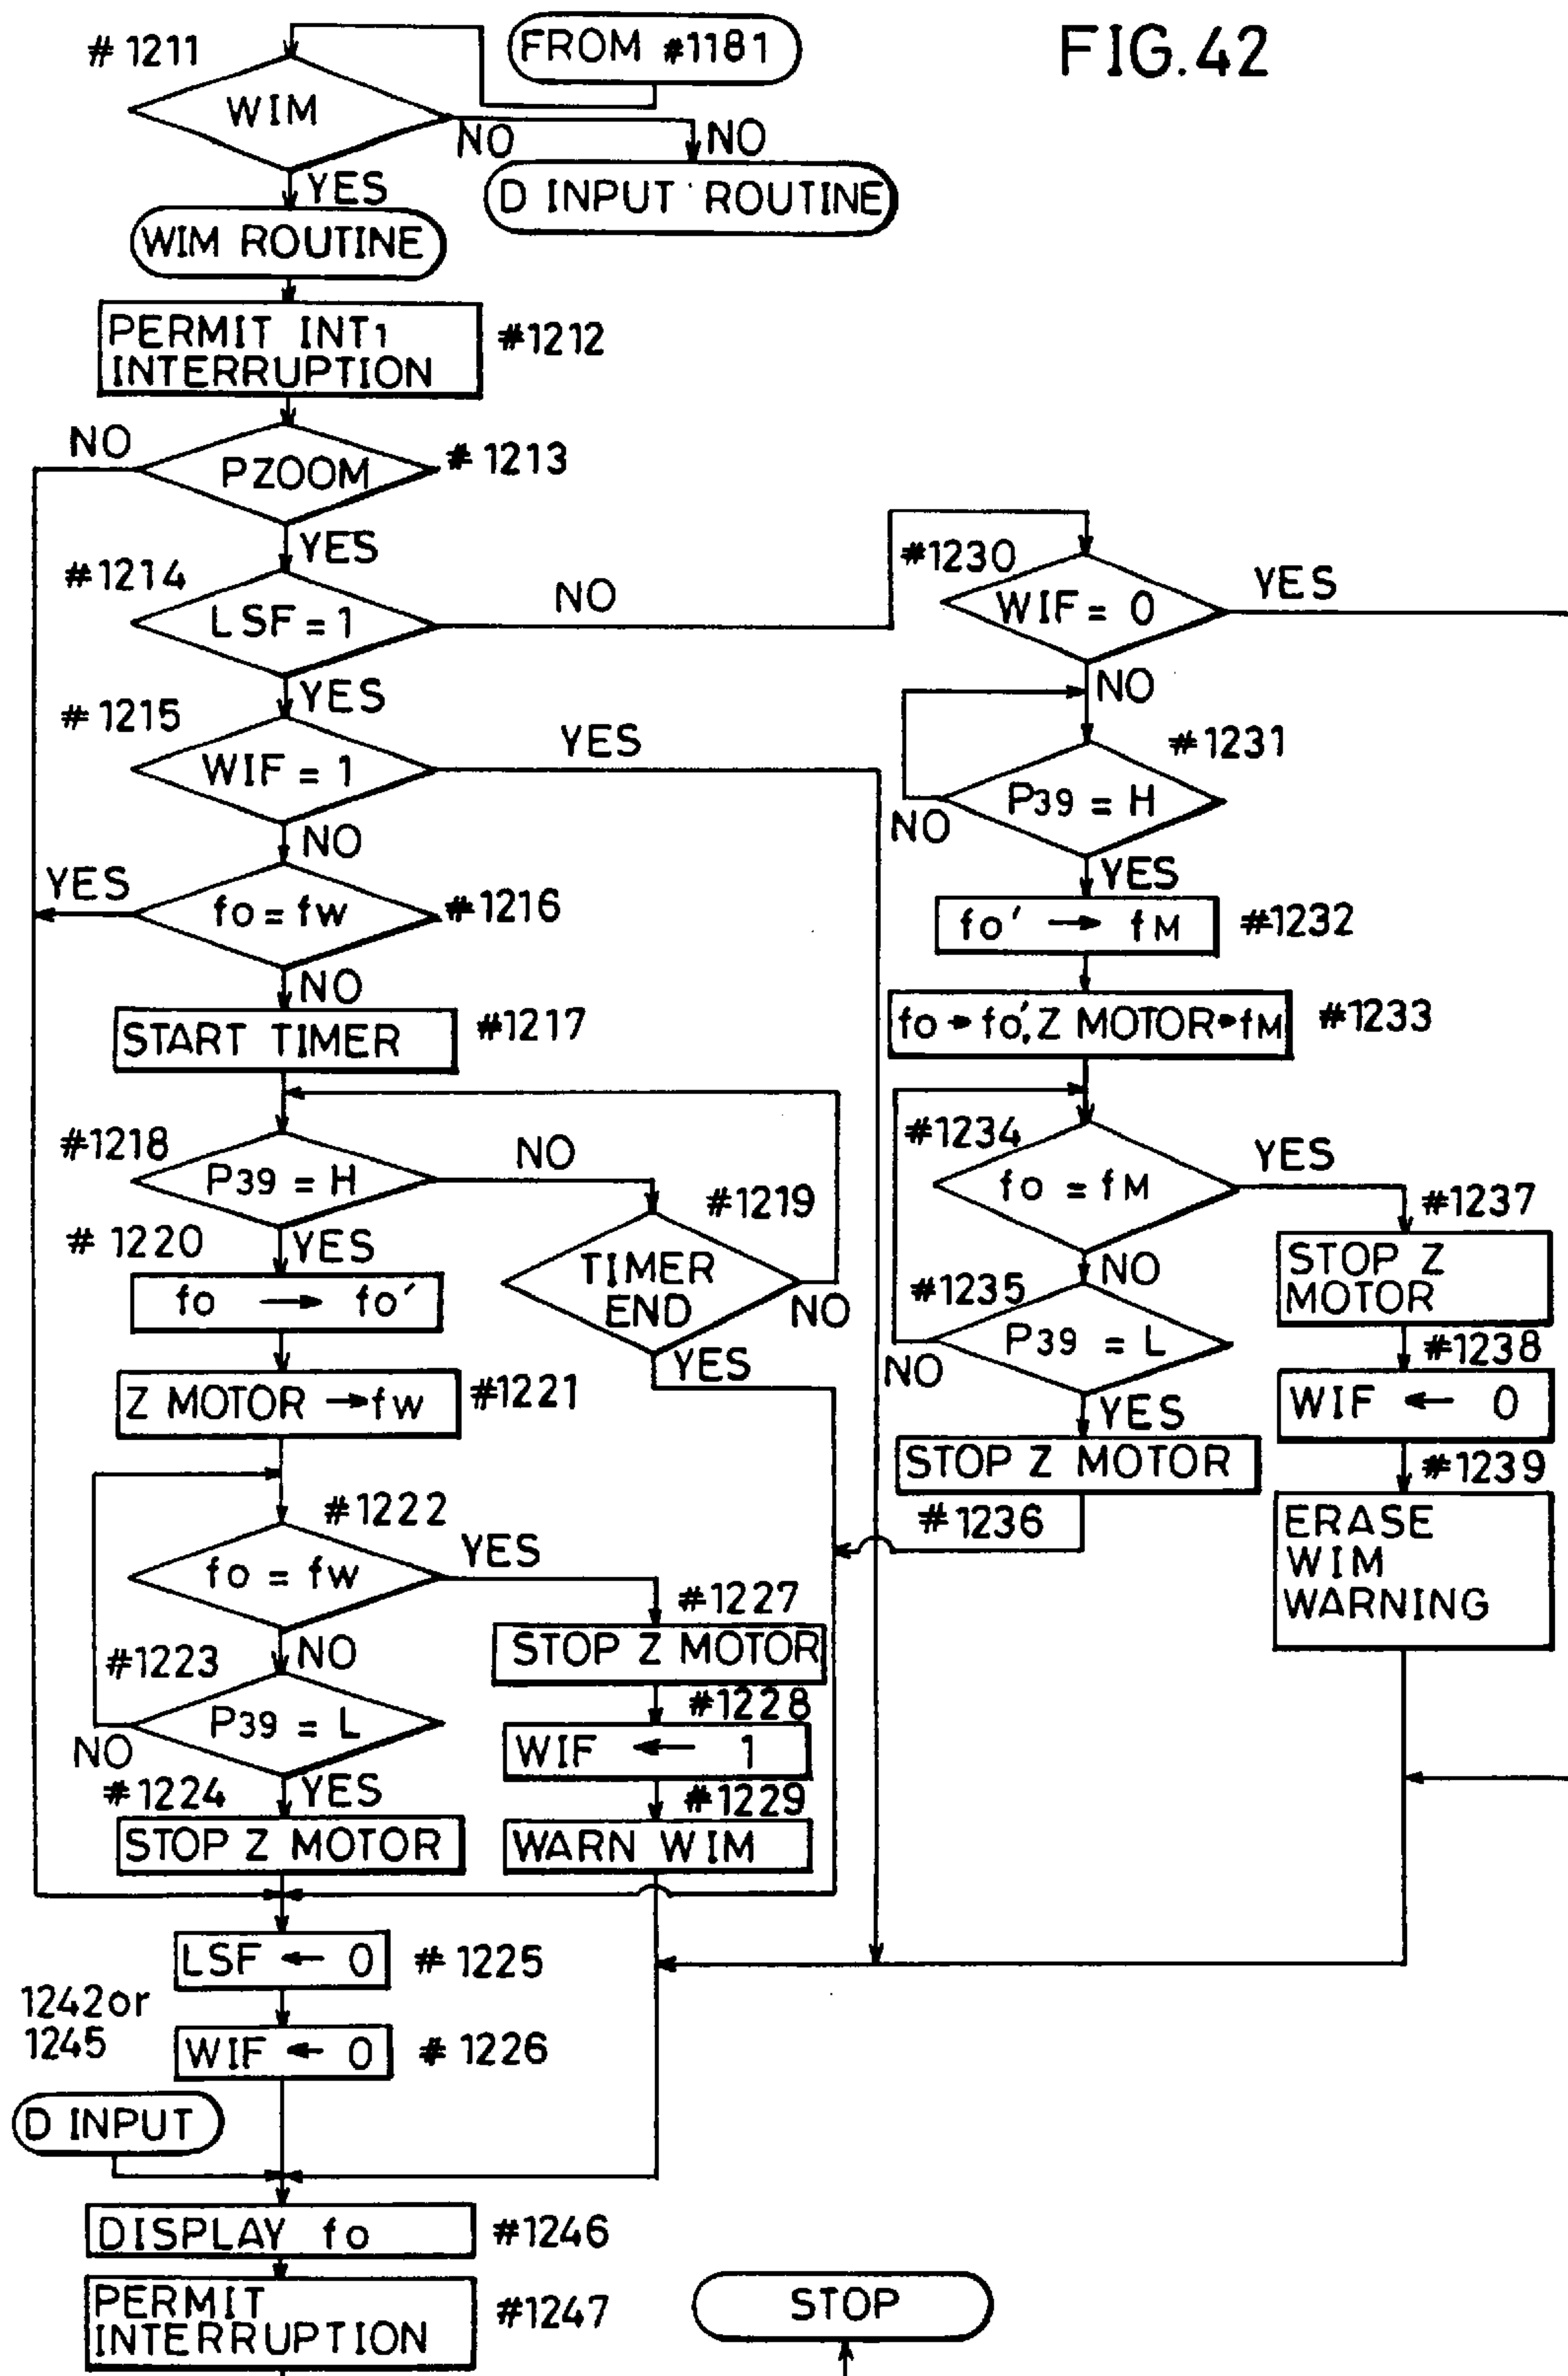 FIG.42
FROM #1181
#1211
WIM
NO
NO
YES
D INPUT ROUTINE
WIM ROUTINE
PERMIT INT1
INTERRUPTION
#1212
NO
PZOOM
#1213
YES
#1214
LSF = 1
NO
YES
#1215
WIF = 1
YES
NO
YES
fo = fw
#1216
NO
START TIMER
#1217
#1218
P39 = H
NO
#1219
TIMER
END
NO
YES
#1220
YES
fo → fo'
Z MOTOR → fw
#1221
#1222
fo = fw
YES
NO
#1223
P39 = L
NO
#1224
YES
STOP Z MOTOR
#1227
STOP Z MOTOR
#1228
WIF ← 1
#1229
WARN WIM
LSF ← 0
#1225
1242or
1245
WIF ← 0
#1226
D INPUT
DISPLAY fo
#1246
PERMIT
INTERRUPTION
#1247
#1230
WIF = 0
YES
NO
#1231
P39 = H
NO
YES
fo' → fM
#1232
fo → fo', Z MOTOR → fM
#1233
#1234
fo = fM
YES
NO
#1235
P39 = L
NO
YES
STOP Z MOTOR
#1236
#1237
STOP Z
MOTOR
#1238
WIF ← 0
#1239
ERASE
WIM
WARNING
STOP